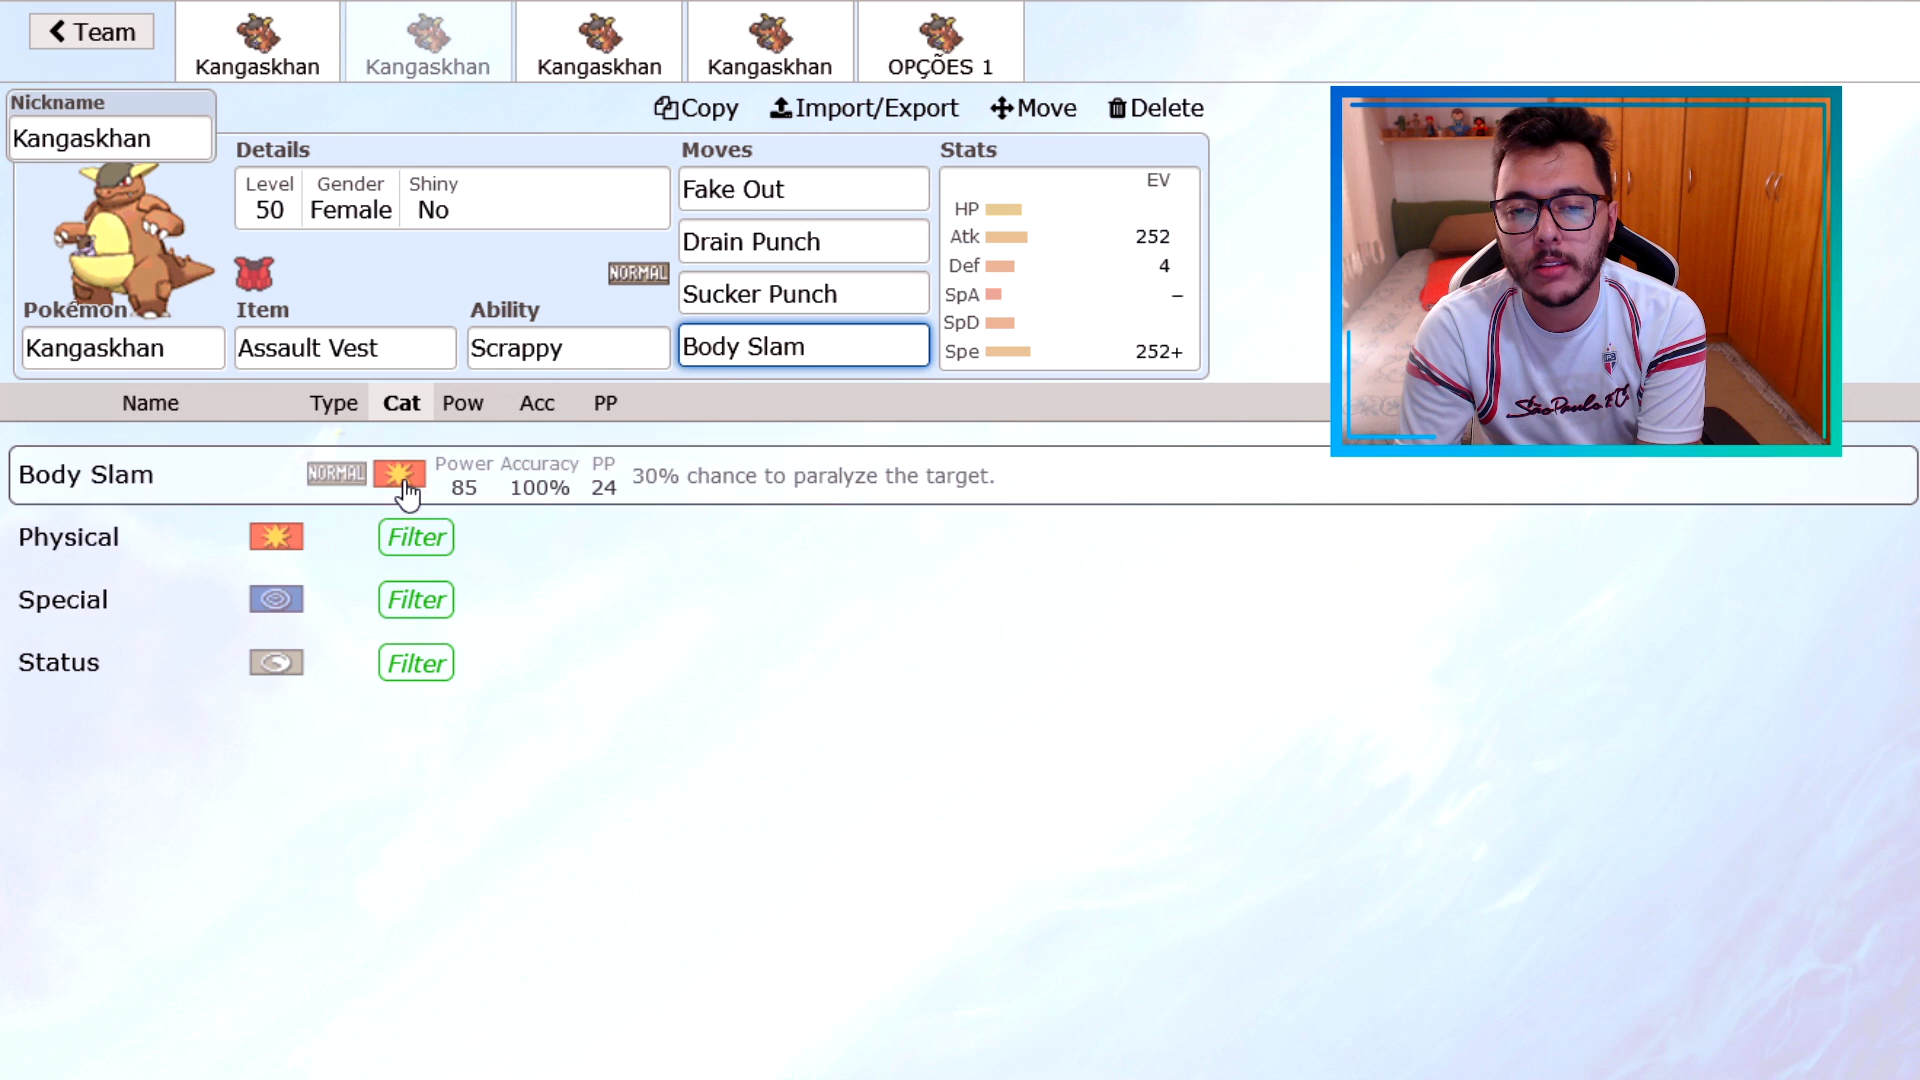 Team
Kangaskhan
Kangaskhan
Kangaskhan
Kangaskhan
OPÇÕES 1
Nickname
Kangaskhan
Copy
Import/Export
Move
Delete
Details
Level
50
Gender
Female
Shiny
No
NORMAL
Pokémon
Kangaskhan
Item
Assault Vest
Ability
Scrappy
Moves
Fake Out
Drain Punch
Sucker Punch
Body Slam
Stats
EV
HP
Atk 252
Def 4
SpA –
SpD
Spe 252+
Name Type Cat Pow Acc PP
Body Slam NORMAL Power 85 Accuracy 100% PP 24 30% chance to paralyze the target.
Physical Filter
Special Filter
Status Filter
São Paulo F.C.